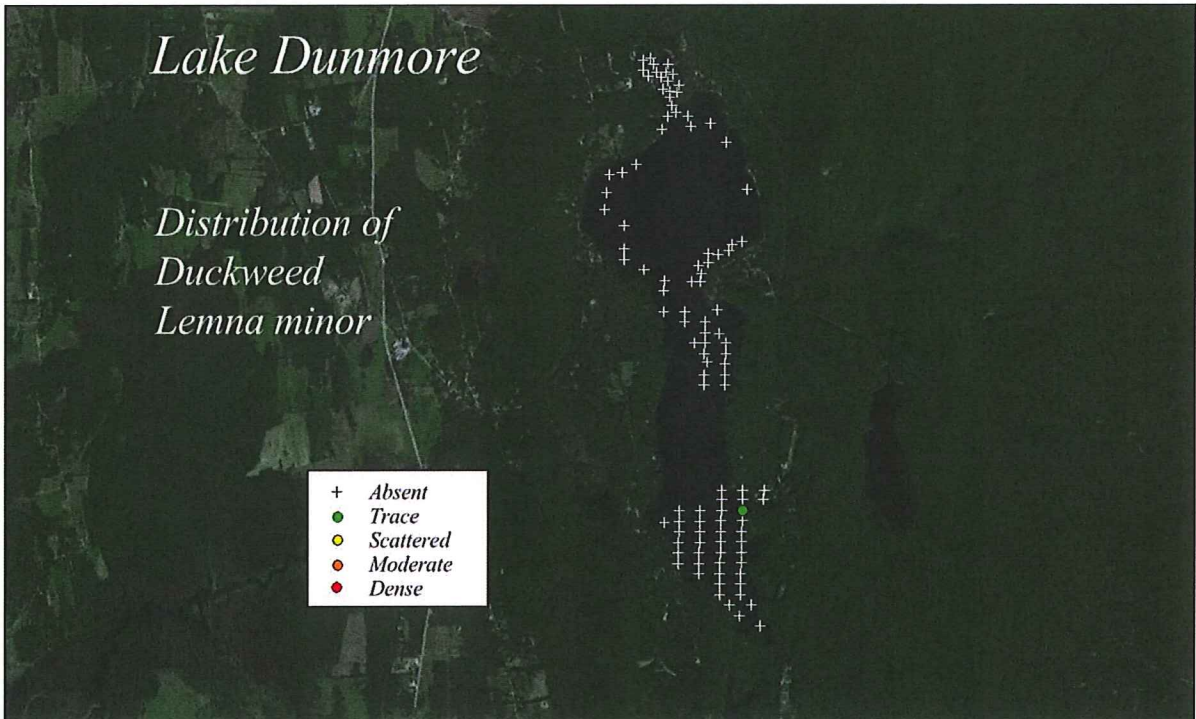 Lake Dunmore
Distribution of
Duckweed
Lemna minor
Absent
Trace
Scattered
Moderate
Dense